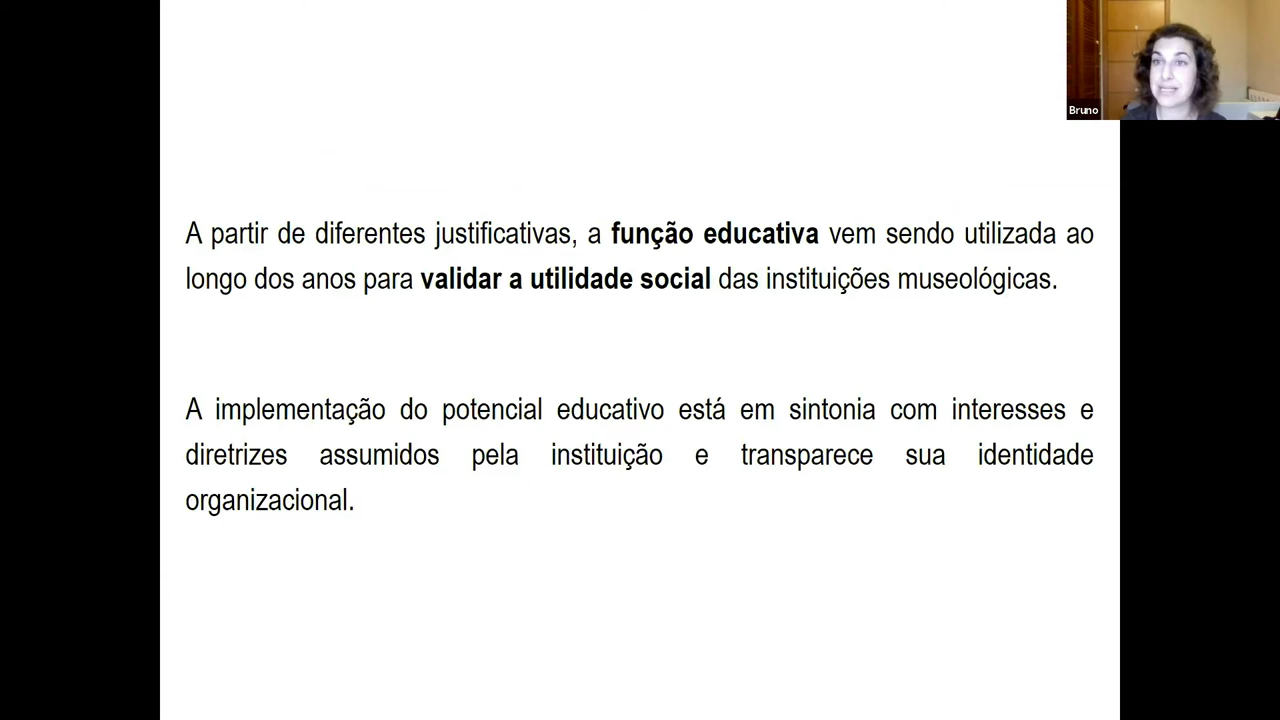 Bruno
A partir de diferentes justificativas, a função educativa vem sendo utilizada ao
longo dos anos para validar a utilidade social das instituições museológicas.
A implementação do potencial educativo está em sintonia com interesses e
diretrizes assumidos pela instituição e transparece sua identidade
organizacional.